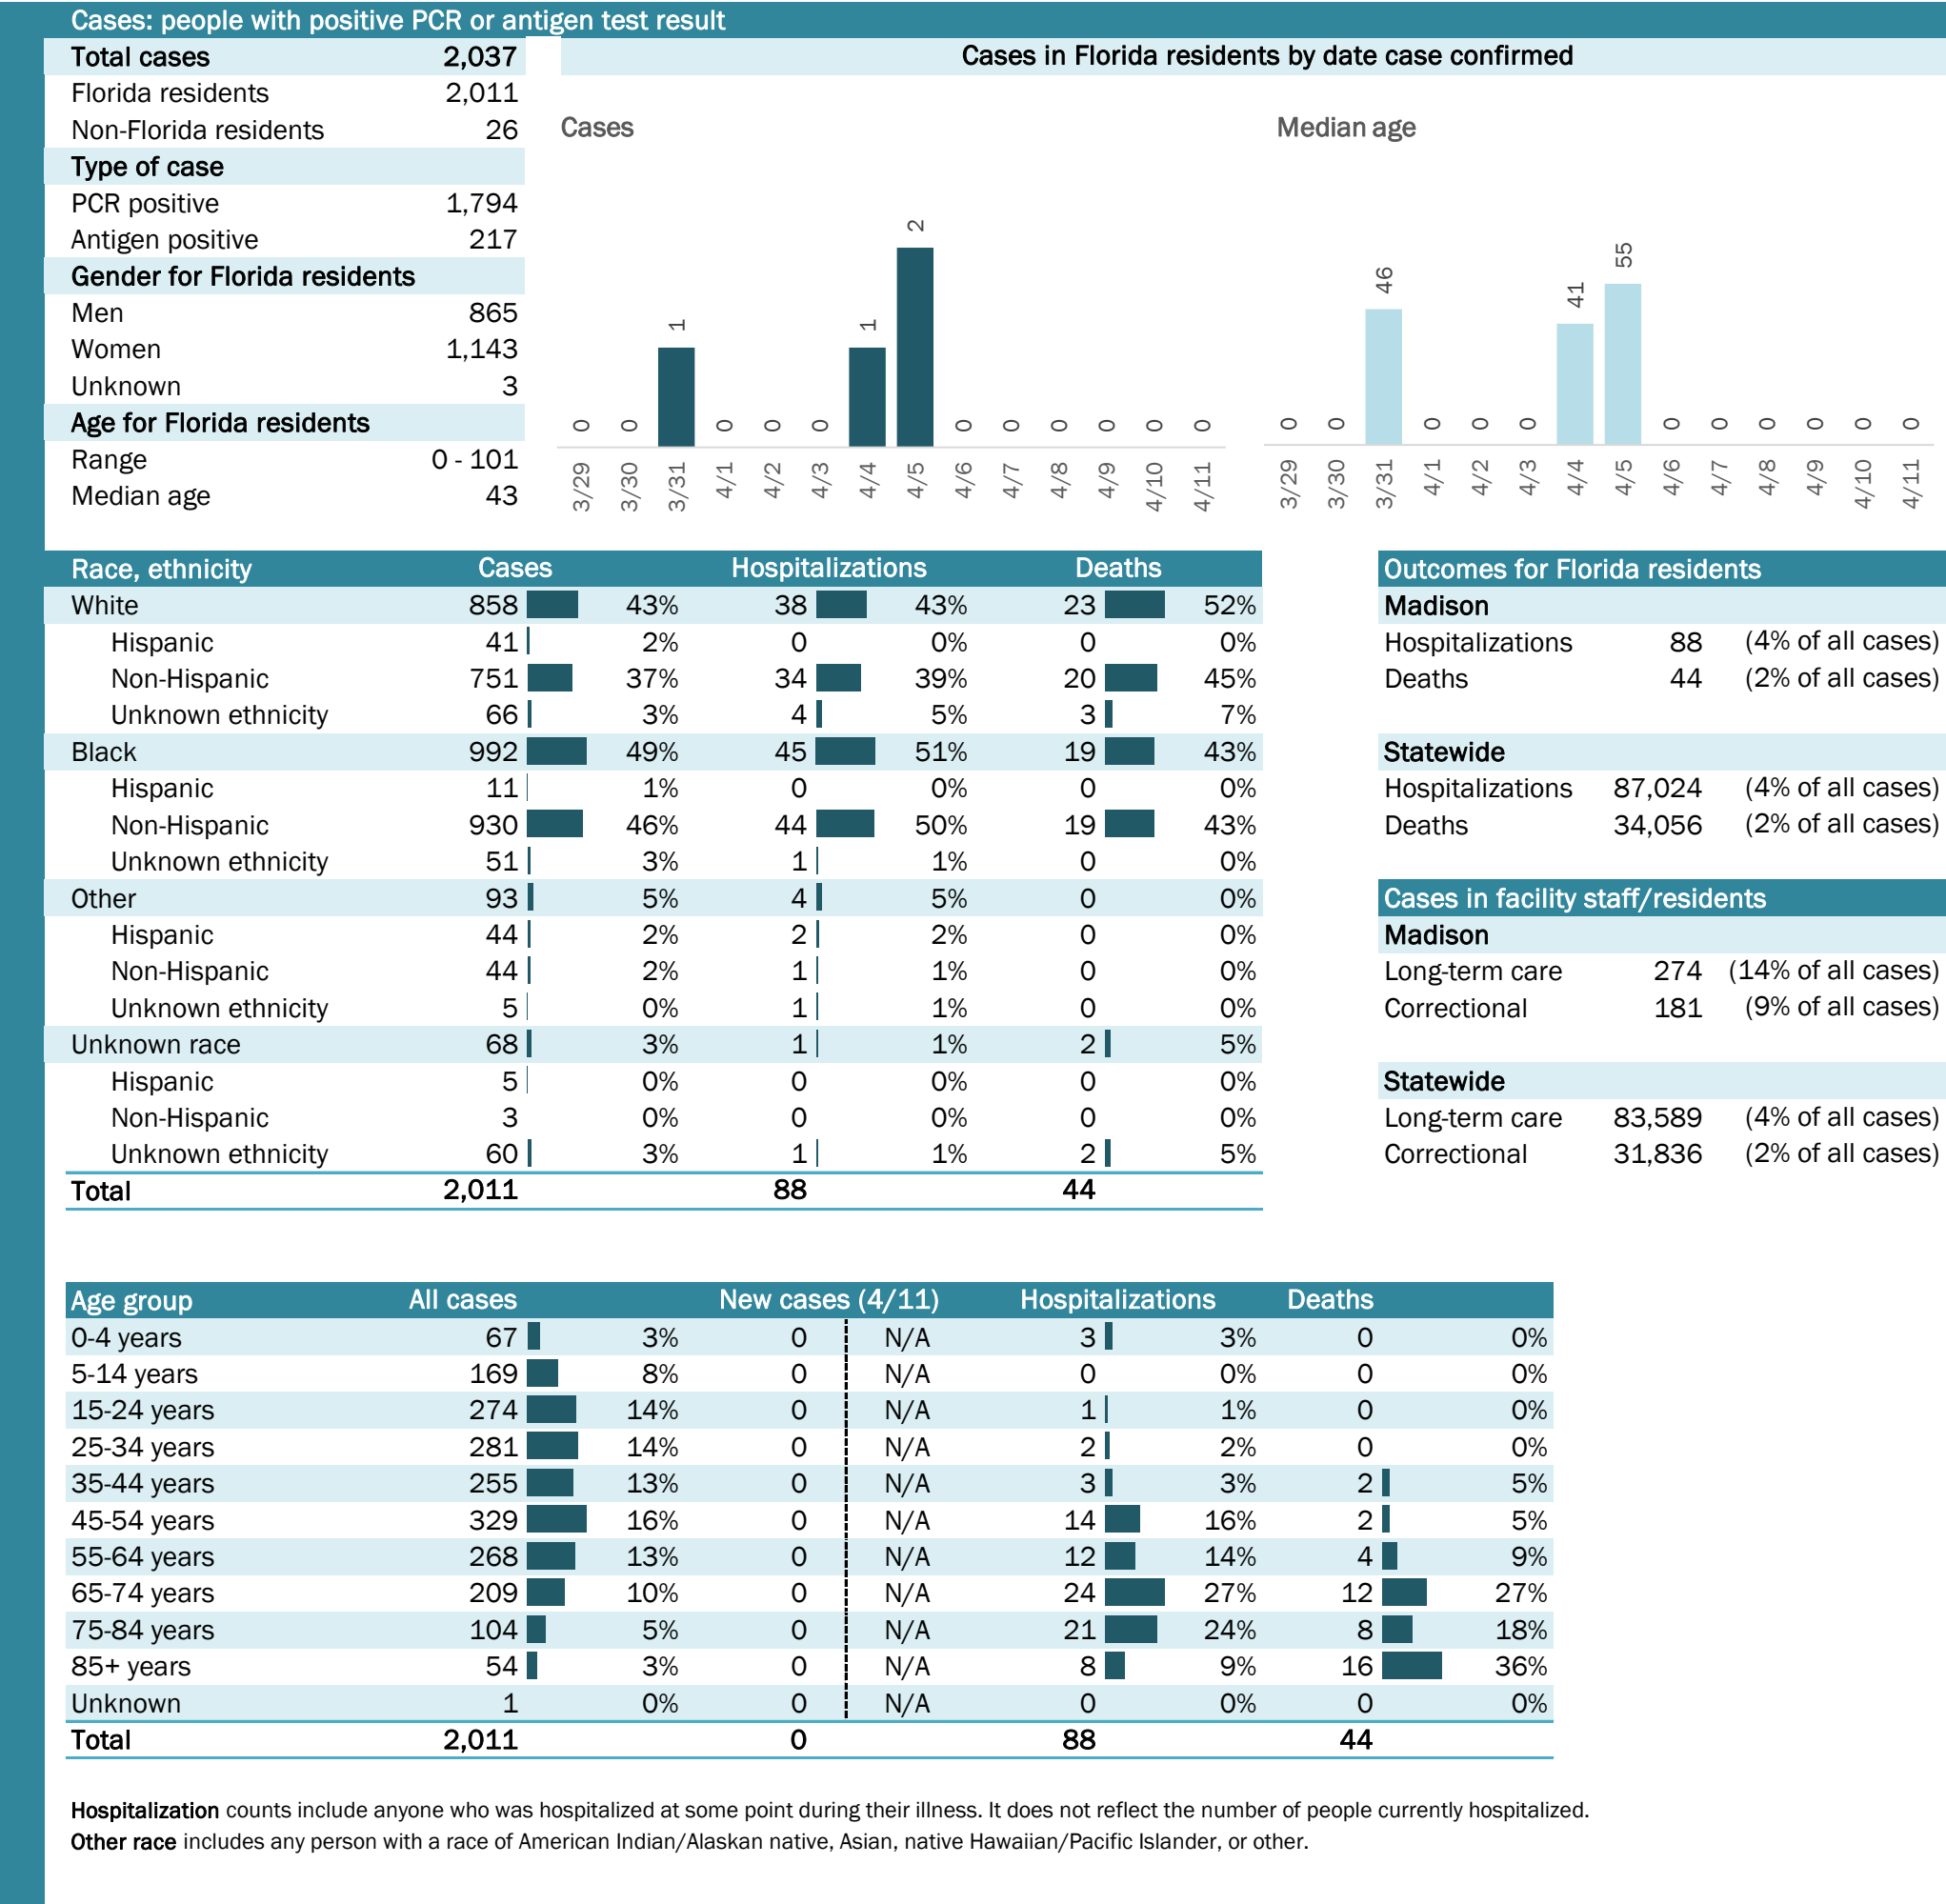 Cases: people with positive PCR or antigen test result
Total cases 2,037
Florida residents 2,011
Non-Florida residents 26
Type of case
PCR positive 1,794
Antigen positive 217
Gender for Florida residents
Men 865
Women 1,143
Unknown 3
Age for Florida residents
Range 0 - 101
Median age 43
Cases in Florida residents by date case confirmed
Cases
0 0 1 0 0 0 1 2 0 0 0 0 0 0
3/29 3/30 3/31 4/1 4/2 4/3 4/4 4/5 4/6 4/7 4/8 4/9 4/10 4/11
Median age
0 0 46 0 0 0 41 55 0 0 0 0 0 0
3/29 3/30 3/31 4/1 4/2 4/3 4/4 4/5 4/6 4/7 4/8 4/9 4/10 4/11
Race, ethnicity Cases Hospitalizations Deaths
White 858 43% 38 43% 23 52%
Hispanic 41 2% 0 0% 0 0%
Non-Hispanic 751 37% 34 39% 20 45%
Unknown ethnicity 66 3% 4 5% 3 7%
Black 992 49% 45 51% 19 43%
Hispanic 11 1% 0 0% 0 0%
Non-Hispanic 930 46% 44 50% 19 43%
Unknown ethnicity 51 3% 1 1% 0 0%
Other 93 5% 4 5% 0 0%
Hispanic 44 2% 2 2% 0 0%
Non-Hispanic 44 2% 1 1% 0 0%
Unknown ethnicity 5 0% 1 1% 0 0%
Unknown race 68 3% 1 1% 2 5%
Hispanic 5 0% 0 0% 0 0%
Non-Hispanic 3 0% 0 0% 0 0%
Unknown ethnicity 60 3% 1 1% 2 5%
Total 2,011 88 44
Outcomes for Florida residents
Madison
Hospitalizations 88 (4% of all cases)
Deaths 44 (2% of all cases)
Statewide
Hospitalizations 87,024 (4% of all cases)
Deaths 34,056 (2% of all cases)
Cases in facility staff/residents
Madison
Long-term care 274 (14% of all cases)
Correctional 181 (9% of all cases)
Statewide
Long-term care 83,589 (4% of all cases)
Correctional 31,836 (2% of all cases)
Age group All cases New cases (4/11) Hospitalizations Deaths
0-4 years 67 3% 0 N/A 3 3% 0 0%
5-14 years 169 8% 0 N/A 0 0% 0 0%
15-24 years 274 14% 0 N/A 1 1% 0 0%
25-34 years 281 14% 0 N/A 2 2% 0 0%
35-44 years 255 13% 0 N/A 3 3% 2 5%
45-54 years 329 16% 0 N/A 14 16% 2 5%
55-64 years 268 13% 0 N/A 12 14% 4 9%
65-74 years 209 10% 0 N/A 24 27% 12 27%
75-84 years 104 5% 0 N/A 21 24% 8 18%
85+ years 54 3% 0 N/A 8 9% 16 36%
Unknown 1 0% 0 N/A 0 0% 0 0%
Total 2,011 0 88 44
Hospitalization counts include anyone who was hospitalized at some point during their illness. It does not reflect the number of people currently hospitalized.
Other race includes any person with a race of American Indian/Alaskan native, Asian, native Hawaiian/Pacific Islander, or other.